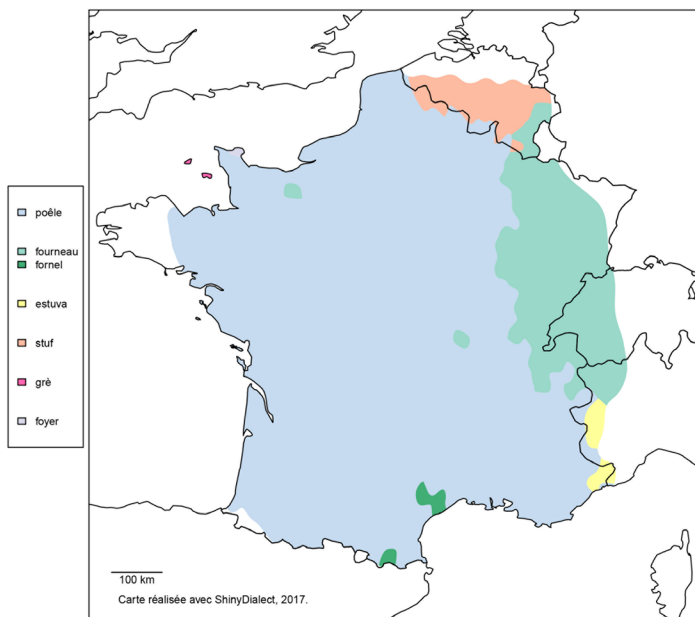 poêle
fourneau
fornel
estuva
stuf
grè
foyer
100 km
Carte réalisée avec ShinyDialect, 2017.